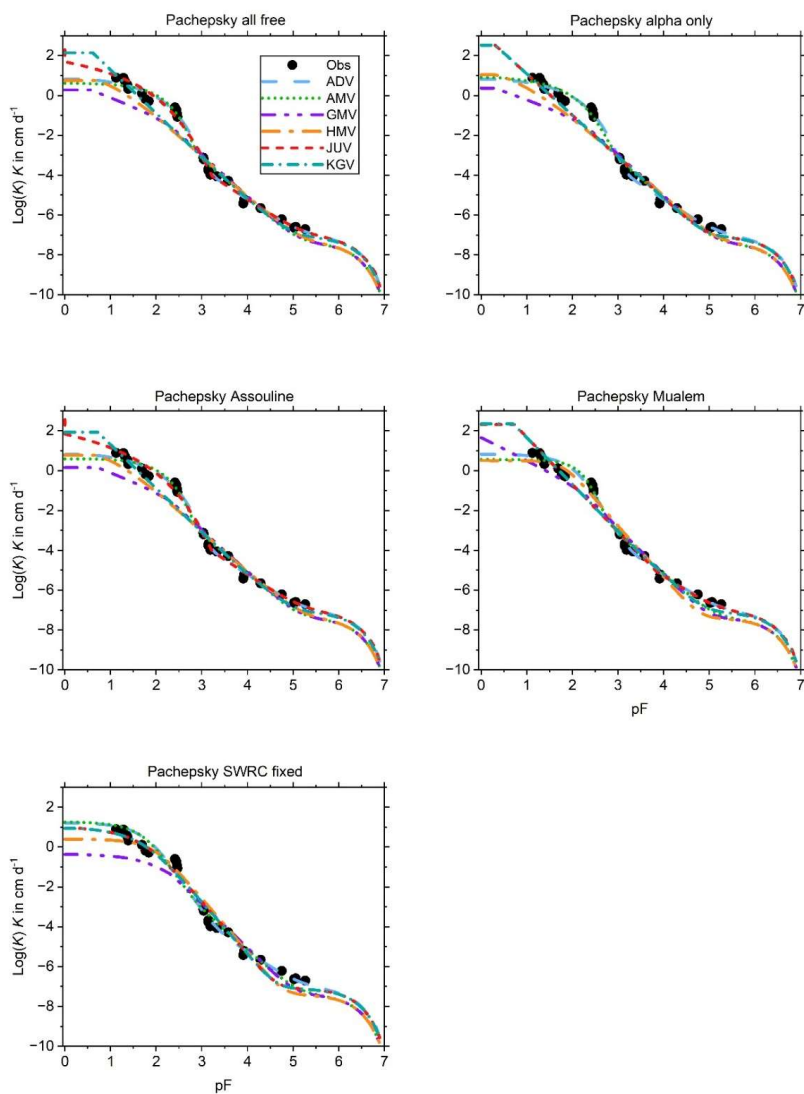 Pachepsky all free
Log(K) K in cm d⁻¹
2
0
−2
−4
−6
−8
−10
0 1 2 3 4 5 6 7
Obs
ADV
AMV
GMV
HMV
JUV
KGV
Pachepsky alpha only
2
0
−2
−4
−6
−8
−10
0 1 2 3 4 5 6 7
Pachepsky Assouline
Log(K) K in cm d⁻¹
2
0
−2
−4
−6
−8
−10
0 1 2 3 4 5 6 7
Pachepsky Mualem
2
0
−2
−4
−6
−8
−10
0 1 2 3 4 5 6 7
pF
Pachepsky SWRC fixed
Log(K) K in cm d⁻¹
2
0
−2
−4
−6
−8
−10
0 1 2 3 4 5 6 7
pF